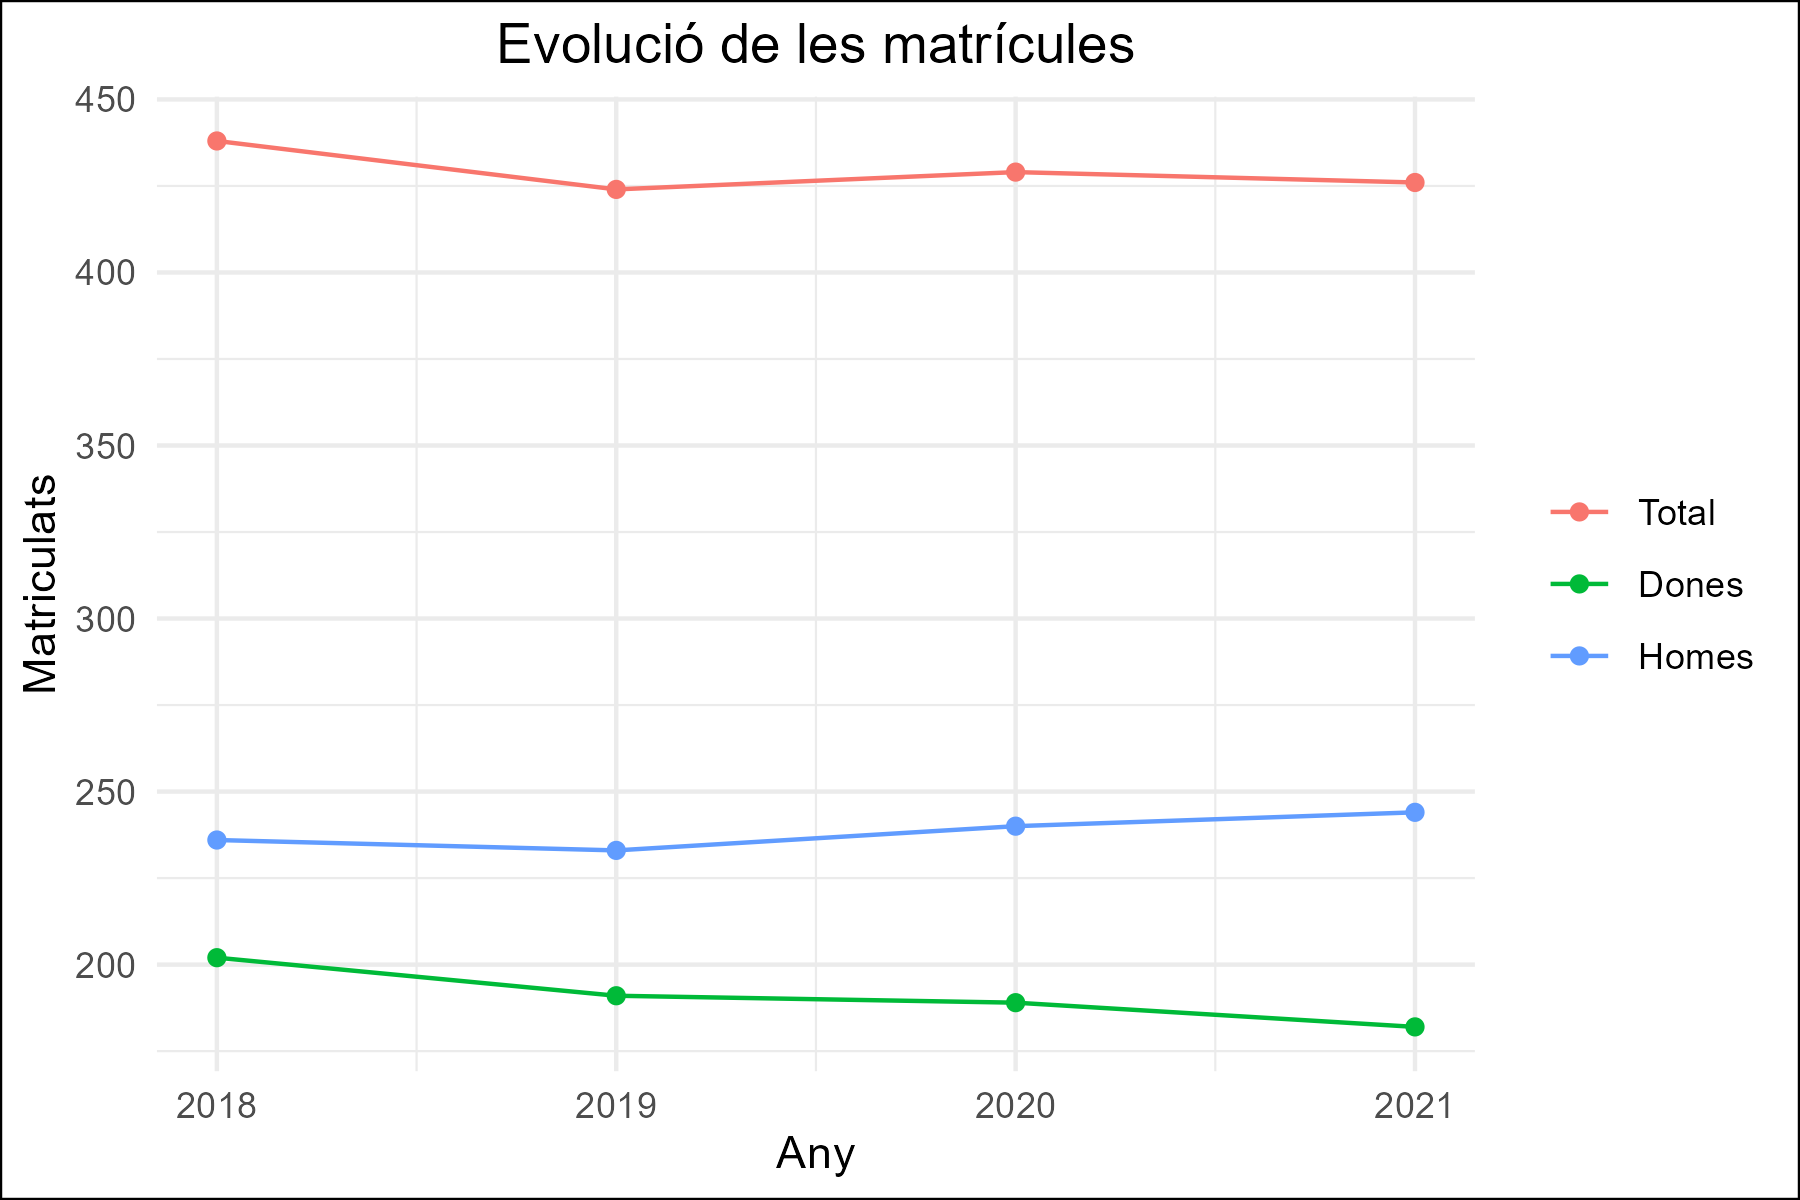 Evolució de les matrícules
Matriculats
450
400
350
300
250
200
2018 2019 2020 2021
Any
Total
Dones
Homes